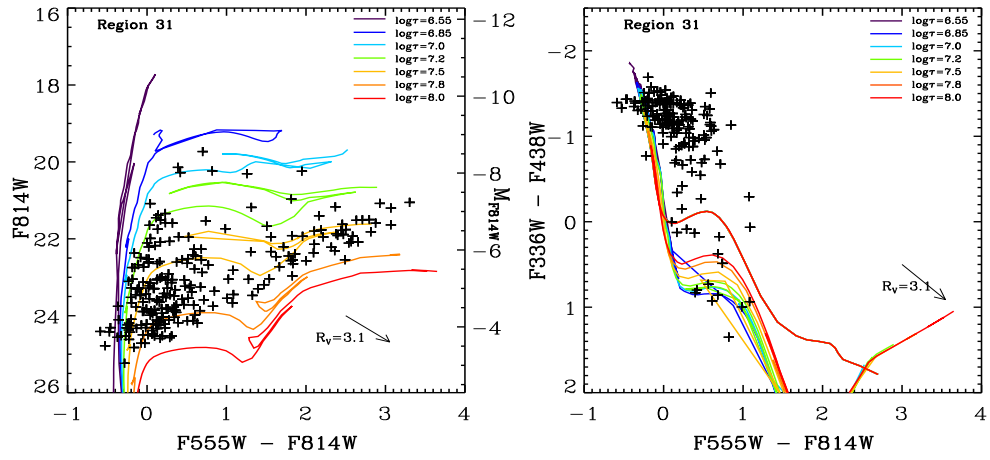 Region 31
logτ=6.55
logτ=6.85
logτ=7.0
logτ=7.2
logτ=7.5
logτ=7.8
logτ=8.0
16
18
20
22
24
26
F814W
−12
−10
−8
−6
−4
M_F814W
R_V=3.1
−1 0 1 2 3 4
F555W − F814W
Region 31
logτ=6.55
logτ=6.85
logτ=7.0
logτ=7.2
logτ=7.5
logτ=7.8
logτ=8.0
−2
−1
0
1
2
F336W − F438W
R_V=3.1
−1 0 1 2 3 4
F555W − F814W